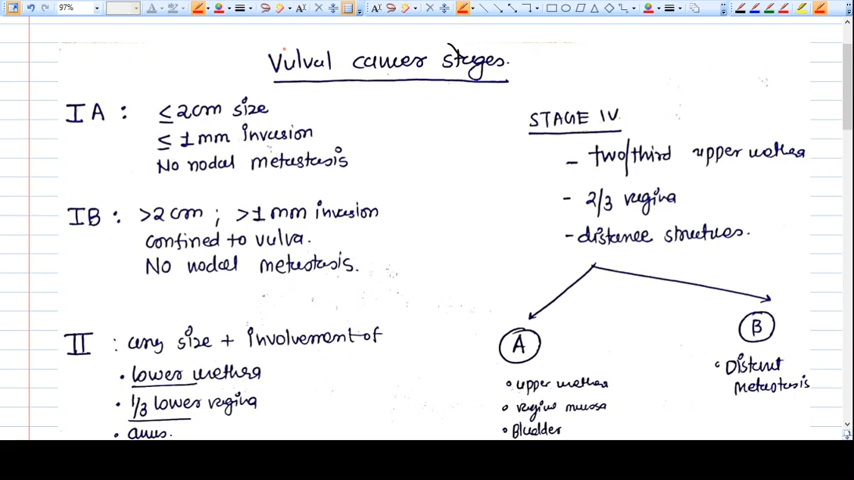 97%
Vulval cancer stages.
IA : ≤2cm size
≤ 1mm invasion
No nodal metastasis
IB : >2cm ; >1mm invasion
confined to vulva.
No nodal metastasis.
II : any size + involvement of
• lower urethra
• 1/3 lower vagina
• anus.
STAGE IV
- two/third upper urethra
- 2/3 vagina
- distance structures.
A
• upper urethra
• vagina mucosa
• Bladder
B
• Distant
metastasis